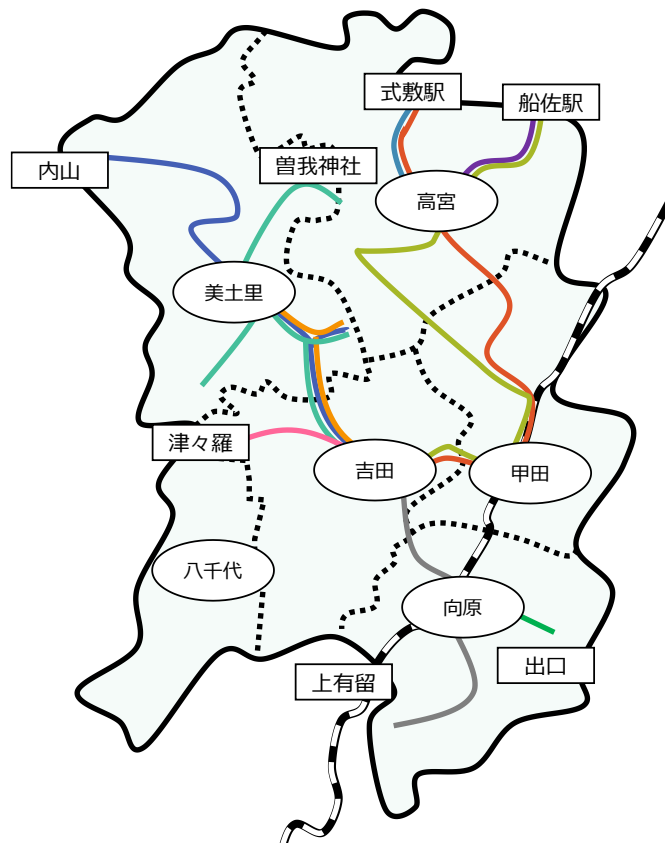 式敷駅
船佐駅
内山
曽我神社
高宮
美土里
津々羅
吉田
甲田
八千代
向原
出口
上有留